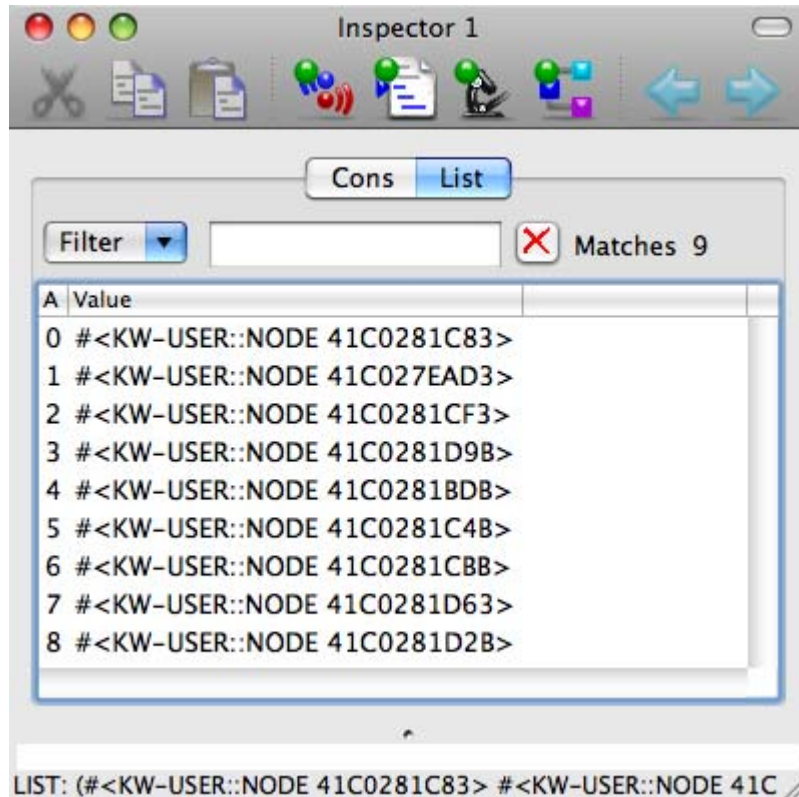 Inspector 1
Cons List
Filter Matches 9
A Value
0 #<KW-USER::NODE 41C0281C83>
1 #<KW-USER::NODE 41C027EAD3>
2 #<KW-USER::NODE 41C0281CF3>
3 #<KW-USER::NODE 41C0281D9B>
4 #<KW-USER::NODE 41C0281BDB>
5 #<KW-USER::NODE 41C0281C4B>
6 #<KW-USER::NODE 41C0281CBB>
7 #<KW-USER::NODE 41C0281D63>
8 #<KW-USER::NODE 41C0281D2B>
LIST: (#<KW-USER::NODE 41C0281C83> #<KW-USER::NODE 41C